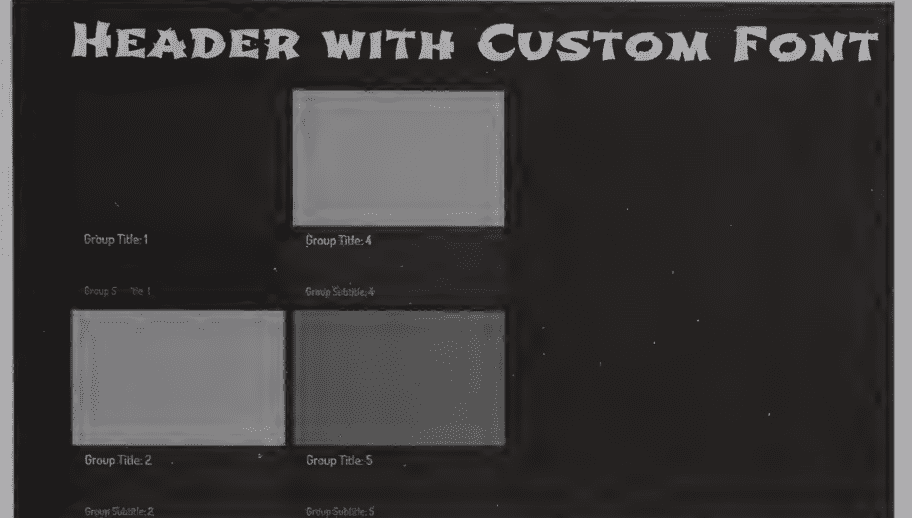 Header with Custom Font
Group Title: 1
Group Title: 4
Group
Group Subtitle: 4
Group Title: 2
Group Title: 5
Group Subtitle: 2
Group Subtitle: 5